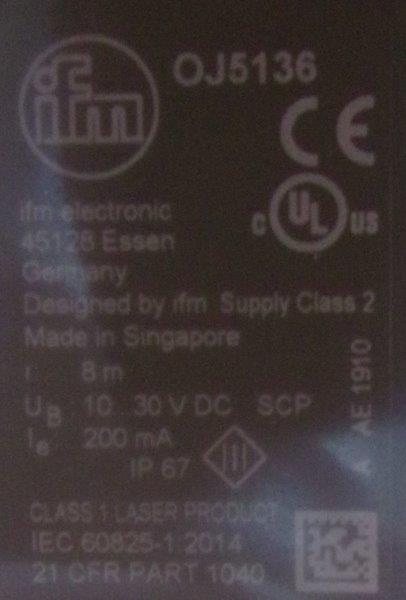 ifm
OJ5136
CE
c UL us
ifm electronic
45128 Essen
Germany
Designed by ifm Supply Class 2
Made in Singapore
r 8 m
UB 10...30 V DC SCP
Ie 200 mA
IP 67
CLASS 1 LASER PRODUCT
IEC 60825-1:2014
21 CFR PART 1040
AE 1910